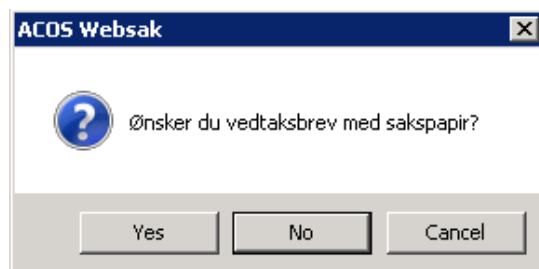 ACOS Websak
Ønsker du vedtaksbrev med sakspapir?
Yes No Cancel